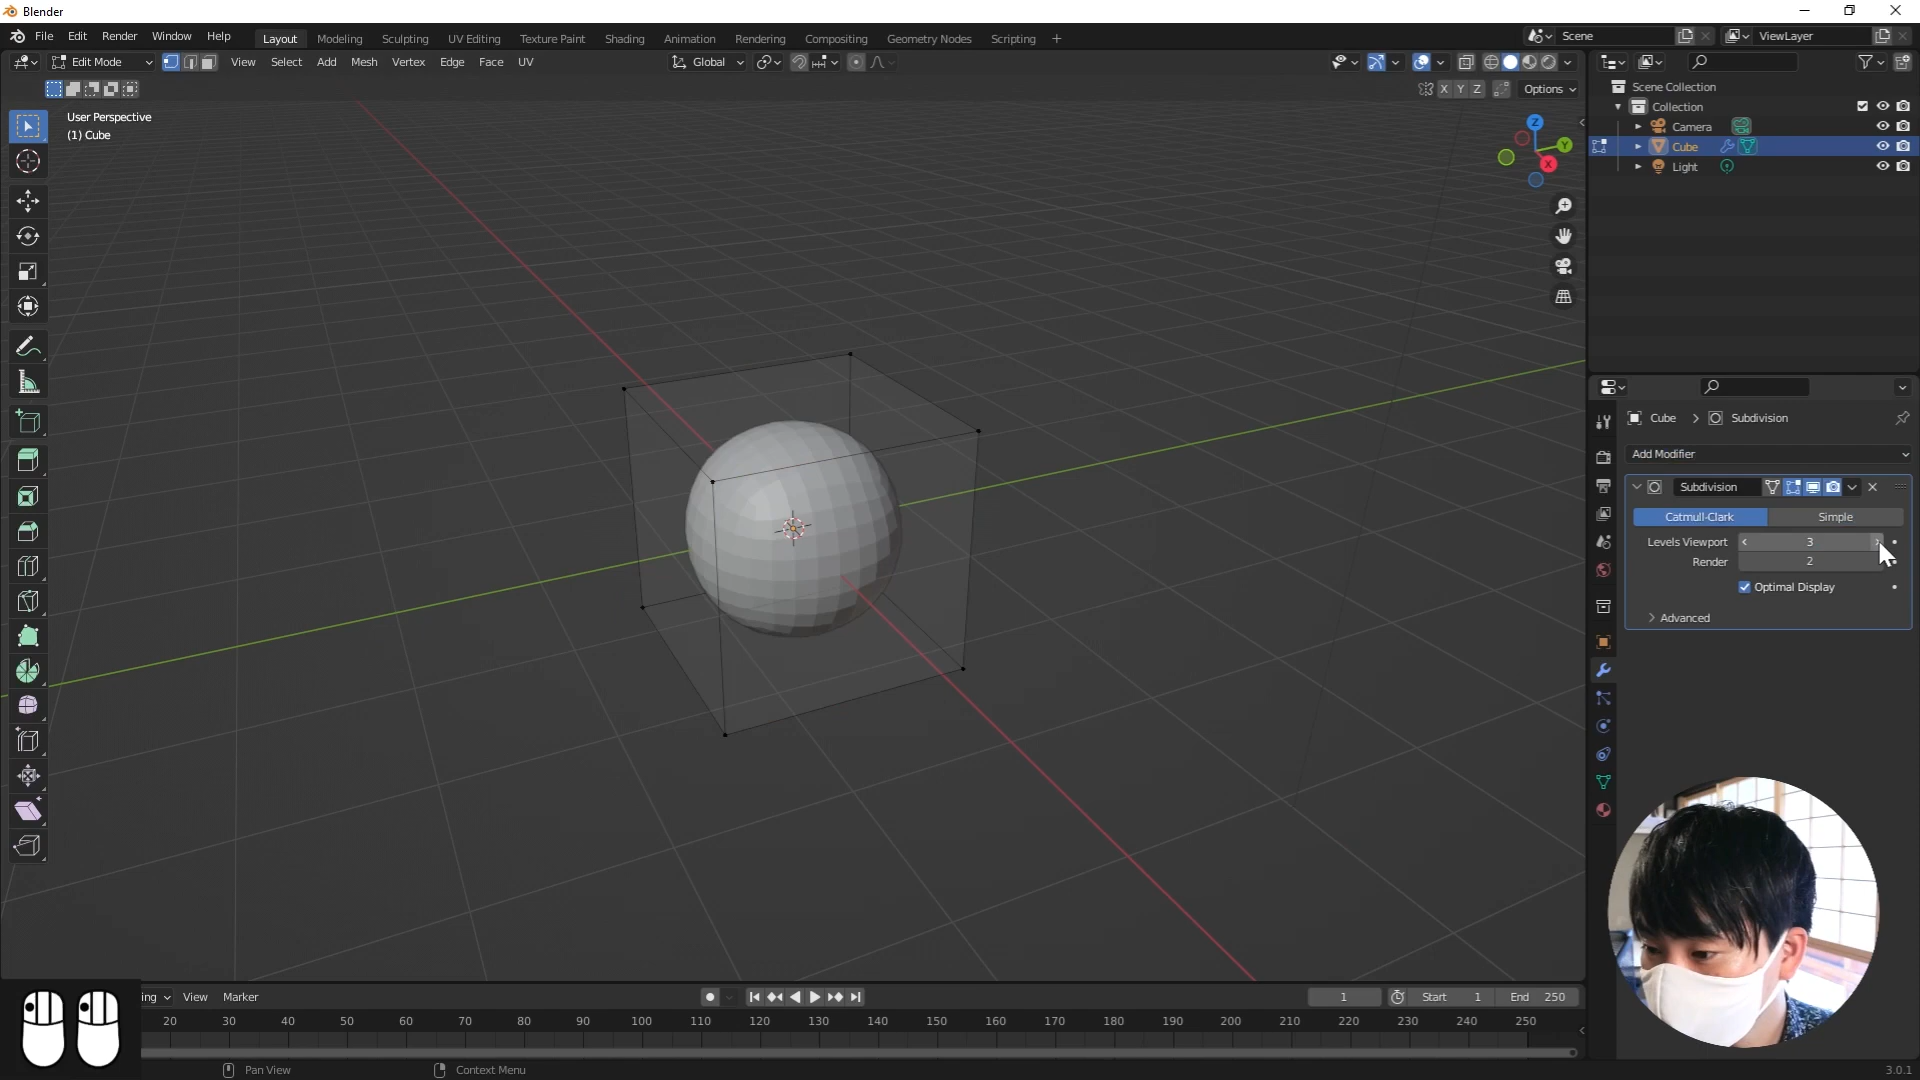 Blender
File Edit Render Window Help
Layout Modeling Sculpting UV Editing Texture Paint Shading Animation Rendering Compositing Geometry Nodes Scripting +
Scene
ViewLayer
Edit Mode View Select Add Mesh Vertex Edge Face UV
Global
X Y Z Options
User Perspective
(1) Cube
Z
Y
X
Scene Collection
Collection
Camera
Cube
Light
Cube > Subdivision
Add Modifier
Subdivision
Catmull-Clark Simple
Levels Viewport 3
Render 2
Optimal Display
Advanced
ing View Marker
1 Start 1 End 250
20 30 40 50 60 70 80 90 100 110 120 130 140 150 160 170 180 190 200 210 220 230 240 250
Pan View Context Menu
3.0.1